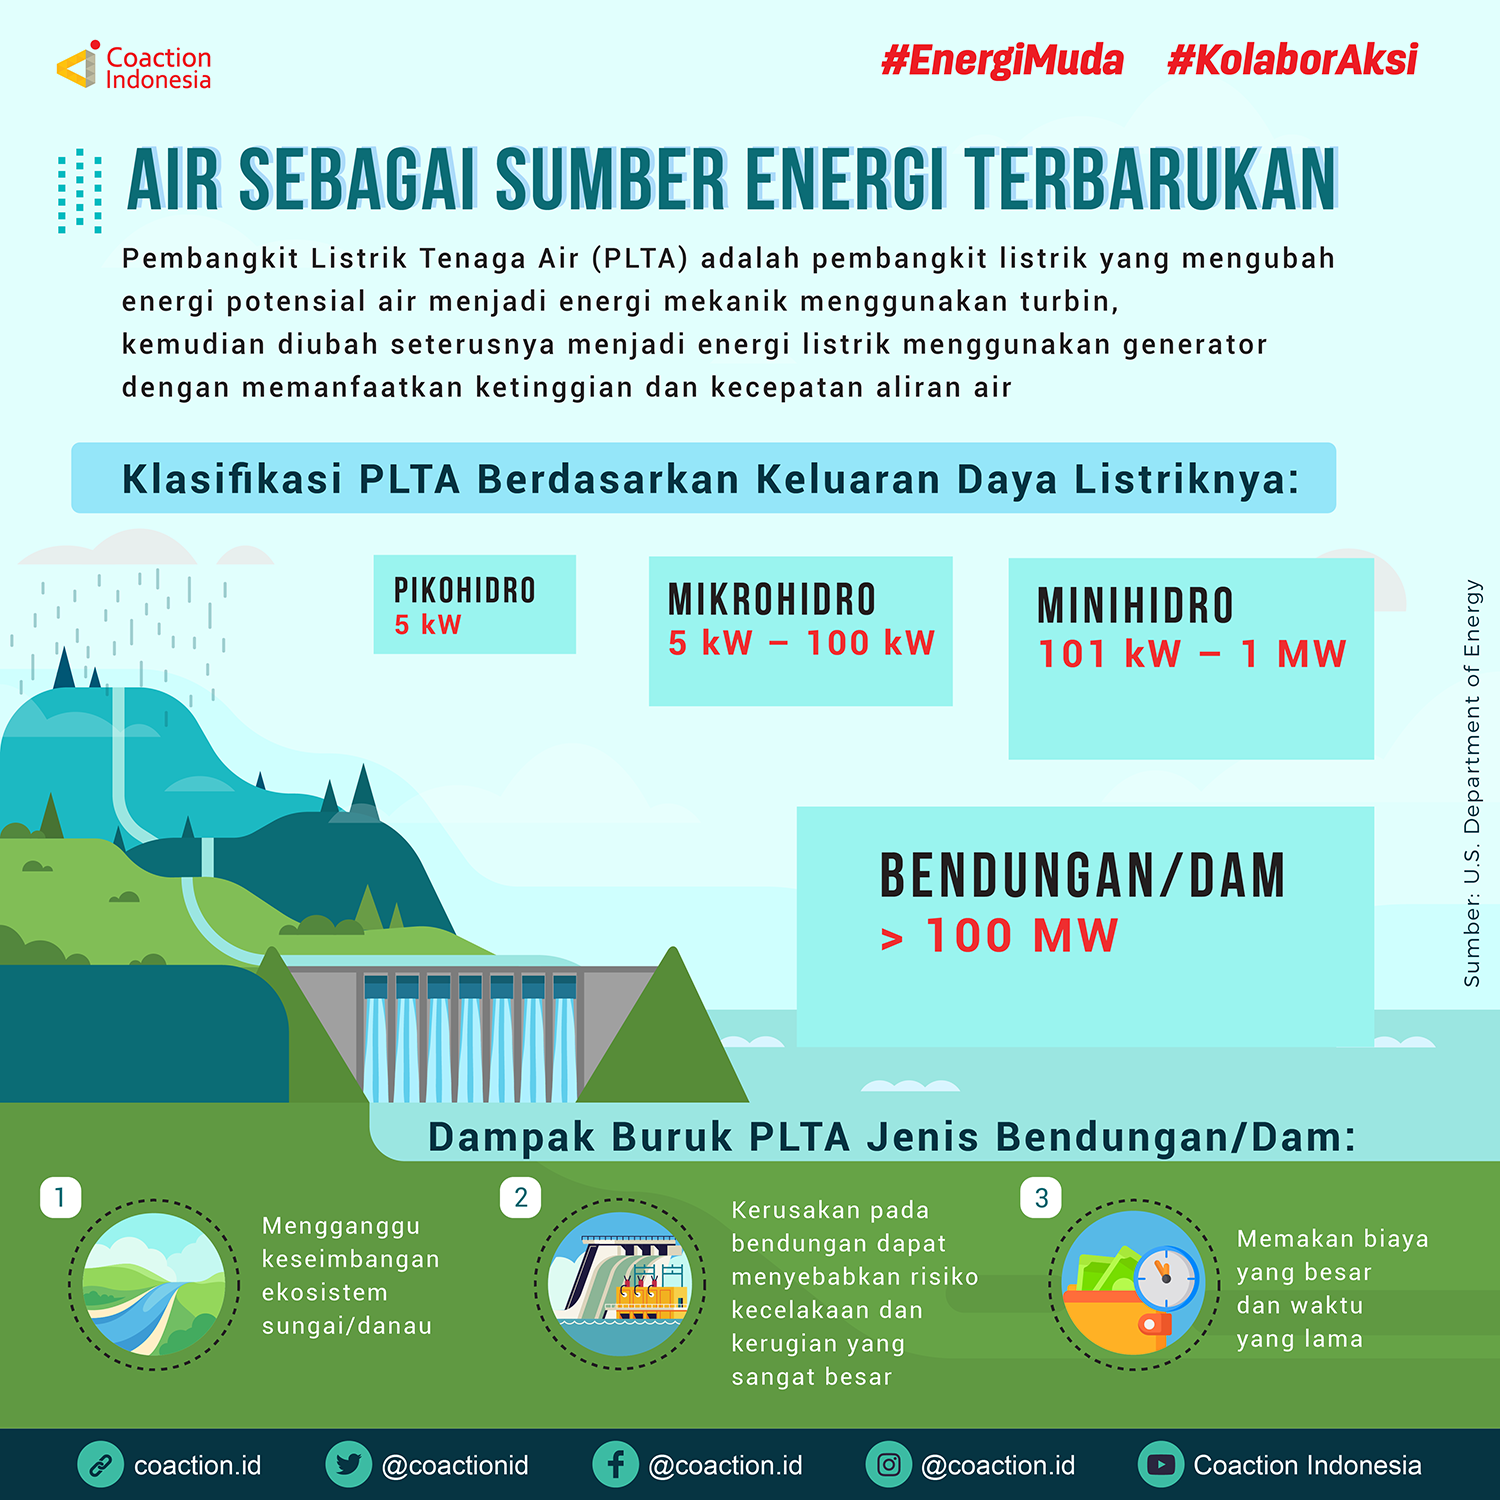 Coaction
Indonesia
#EnergiMuda #KolaborAksi
AIR SEBAGAI SUMBER ENERGI TERBARUKAN
Pembangkit Listrik Tenaga Air (PLTA) adalah pembangkit listrik yang mengubah
energi potensial air menjadi energi mekanik menggunakan turbin,
kemudian diubah seterusnya menjadi energi listrik menggunakan generator
dengan memanfaatkan ketinggian dan kecepatan aliran air
Klasifikasi PLTA Berdasarkan Keluaran Daya Listriknya:
PIKOHIDRO
5 kW
MIKROHIDRO
5 kW – 100 kW
MINIHIDRO
101 kW – 1 MW
BENDUNGAN/DAM
> 100 MW
Sumber: U.S. Department of Energy
Dampak Buruk PLTA Jenis Bendungan/Dam:
1
Mengganggu
keseimbangan
ekosistem
sungai/danau
2
Kerusakan pada
bendungan dapat
menyebabkan risiko
kecelakaan dan
kerugian yang
sangat besar
3
Memakan biaya
yang besar
dan waktu
yang lama
coaction.id
@coactionid
@coaction.id
@coaction.id
Coaction Indonesia